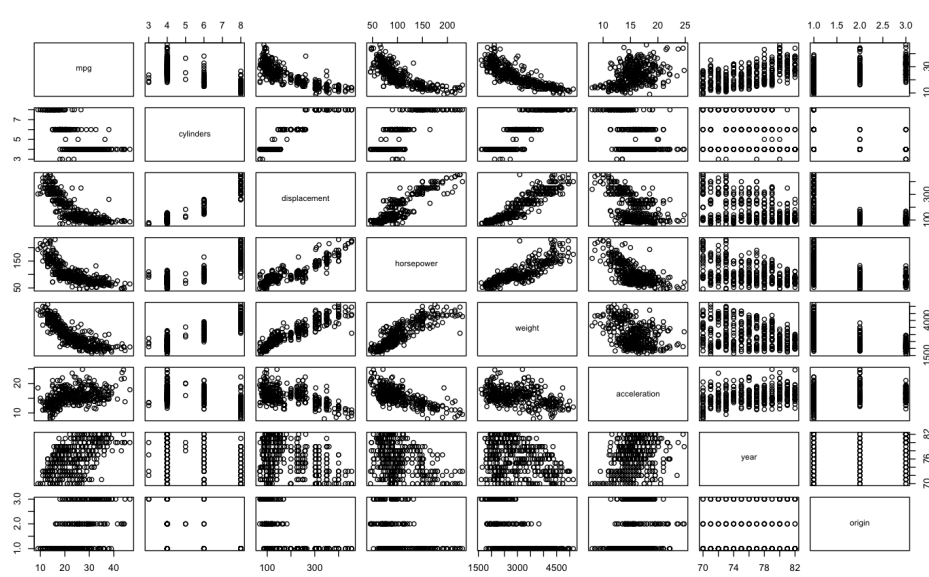 3 4 5 6 7 8
50 100 200
10 15 20 25
1.0 1.5 2.0 2.5 3.0
mpg
10 30
3 5 7
cylinders
displacement
100 300
50 150
horsepower
weight
1500 4000
10 20
acceleration
year
70 76 82
1.0 2.0 3.0
origin
10 20 30 40
100 300
1500 3000 4500
70 74 78 82